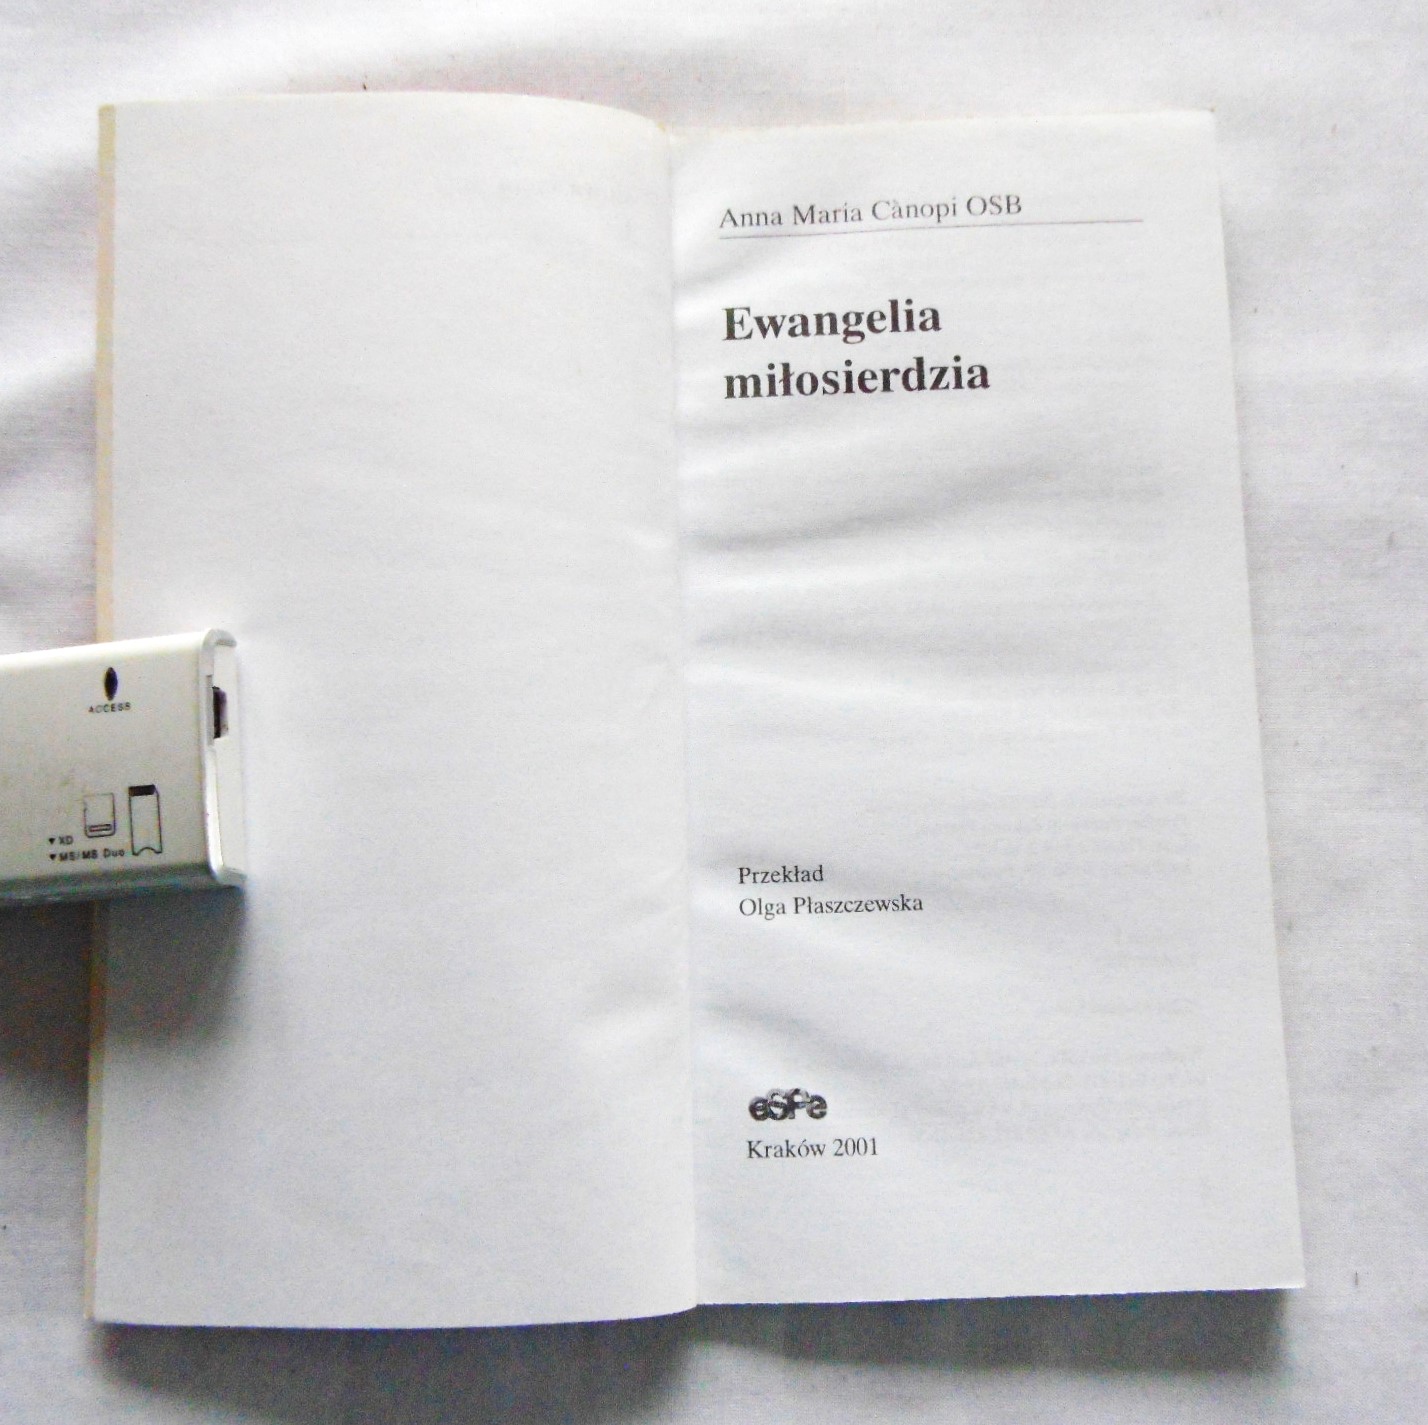 Anna Maria Cànopi OSB
Ewangelia
miłosierdzia
Przekład
Olga Płaszczewska
eSPe
Kraków 2001
ACCESS
▼XD
▼MS/MS Duo